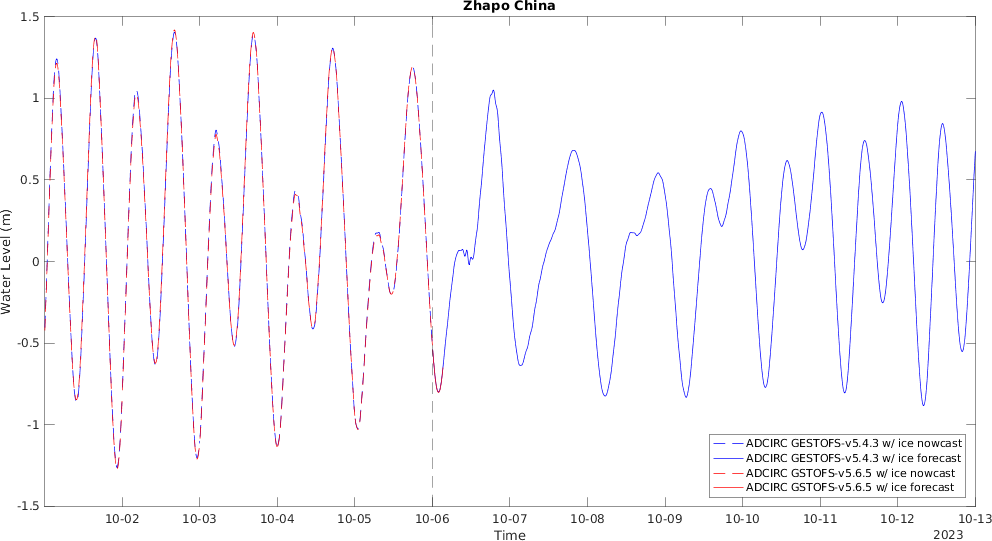 Zhapo China
1.5
1
0.5
0
-0.5
-1
-1.5
Water Level (m)
10-02 10-03 10-04 10-05 10-06 10-07 10-08 10-09 10-10 10-11 10-12 10-13
Time
2023
ADCIRC GESTOFS-v5.4.3 w/ ice nowcast
ADCIRC GESTOFS-v5.4.3 w/ ice forecast
ADCIRC GSTOFS-v5.6.5 w/ ice nowcast
ADCIRC GSTOFS-v5.6.5 w/ ice forecast